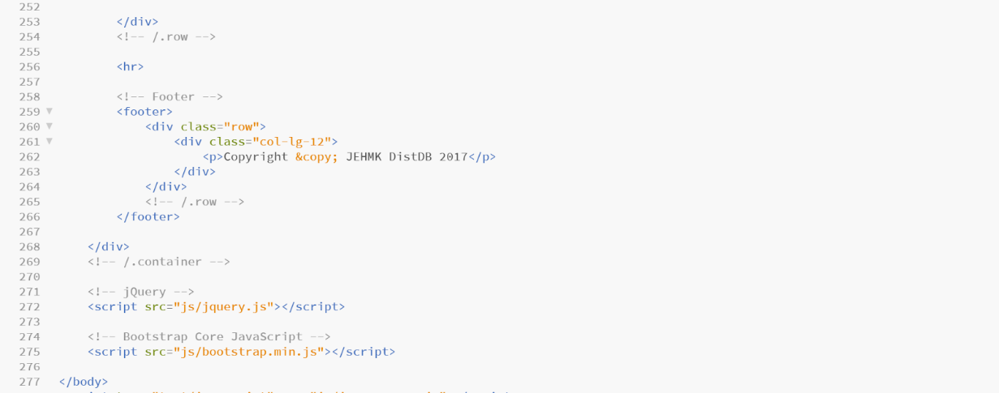 252
253 </div>
254 <!-- /.row -->
255
256 <hr>
257
258 <!-- Footer -->
259 <footer>
260 <div class="row">
261 <div class="col-lg-12">
262 <p>Copyright &copy; JEHMK DistDB 2017</p>
263 </div>
264 </div>
265 <!-- /.row -->
266 </footer>
267
268 </div>
269 <!-- /.container -->
270
271 <!-- jQuery -->
272 <script src="js/jquery.js"></script>
273
274 <!-- Bootstrap Core JavaScript -->
275 <script src="js/bootstrap.min.js"></script>
276
277 </body>